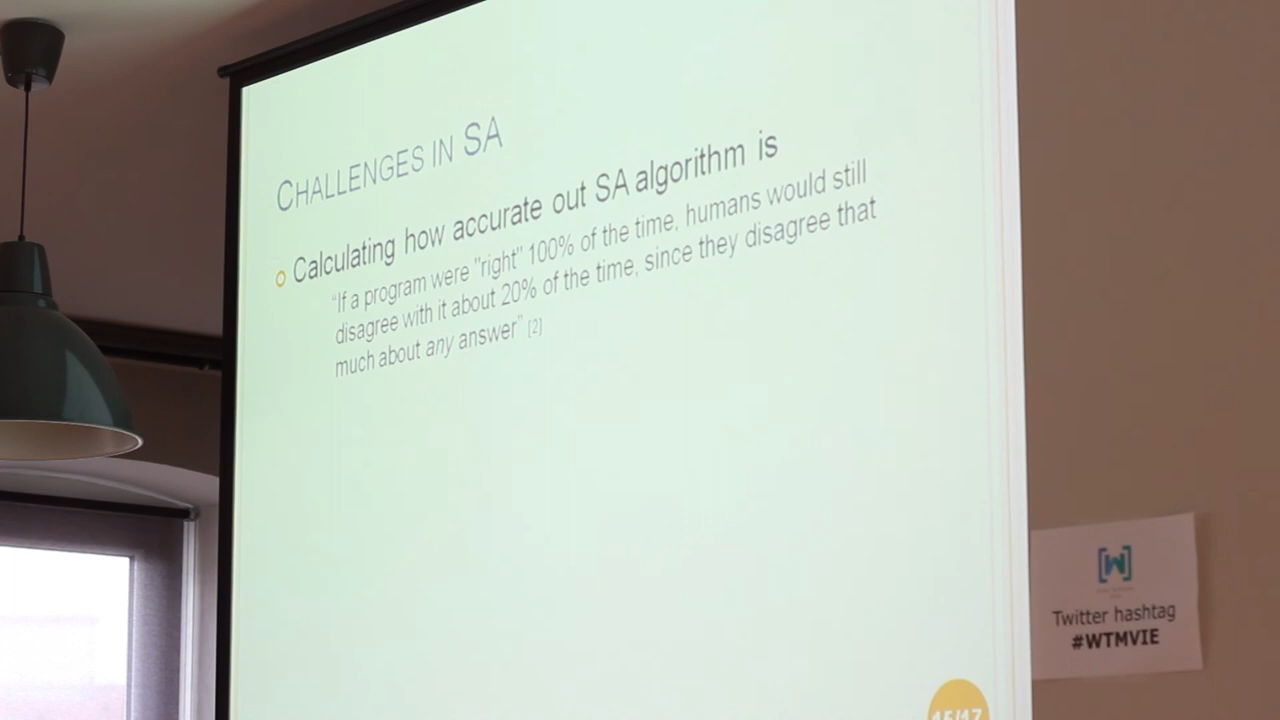 CHALLENGES IN SA
Calculating how accurate out SA algorithm is
"If a program were "right" 100% of the time, humans would still
disagree with it about 20% of the time, since they disagree that
much about any answer" [2]
15/17
Twitter hashtag
#WTMVIE